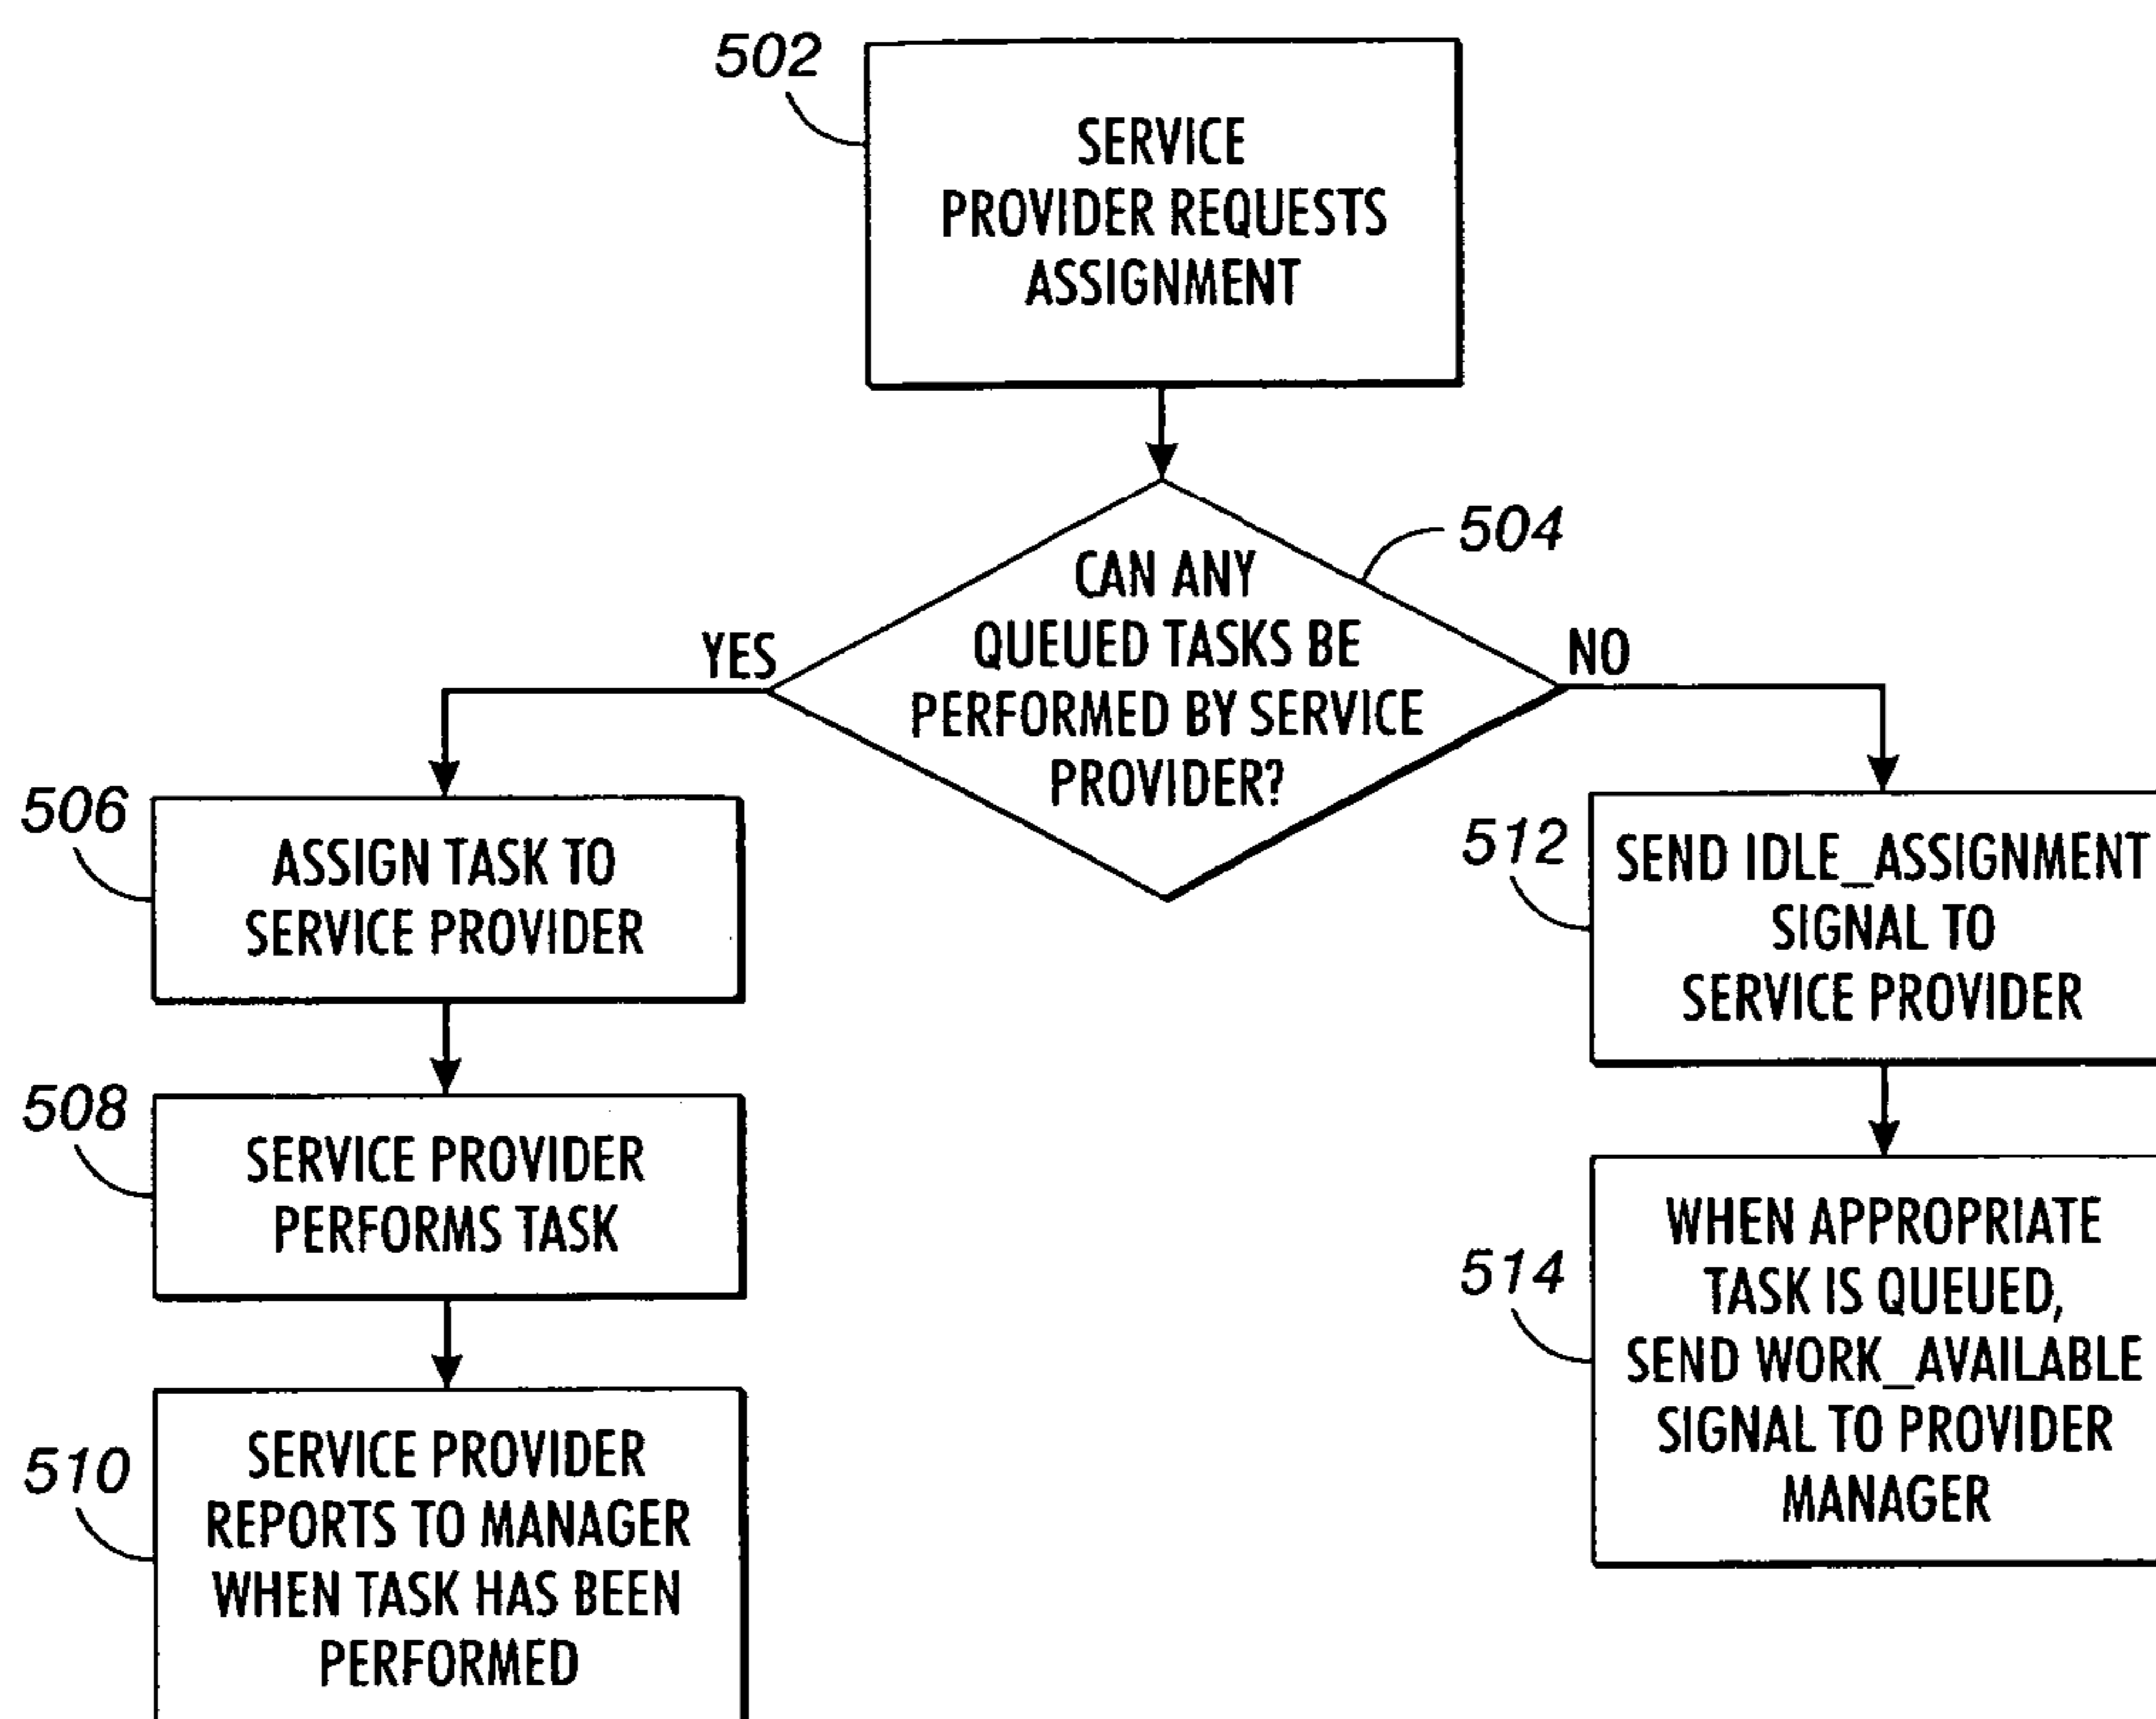 502
SERVICE
PROVIDER REQUESTS
ASSIGNMENT
504
CAN ANY
QUEUED TASKS BE
PERFORMED BY SERVICE
PROVIDER?
YES
NO
506
ASSIGN TASK TO
SERVICE PROVIDER
508
SERVICE PROVIDER
PERFORMS TASK
510
SERVICE PROVIDER
REPORTS TO MANAGER
WHEN TASK HAS BEEN
PERFORMED
512
SEND IDLE_ASSIGNMENT
SIGNAL TO
SERVICE PROVIDER
514
WHEN APPROPRIATE
TASK IS QUEUED,
SEND WORK_AVAILABLE
SIGNAL TO PROVIDER
MANAGER